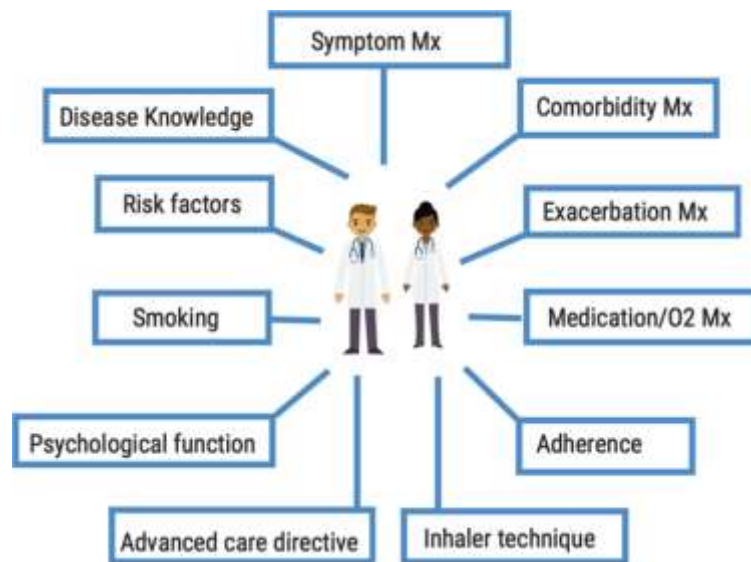 Symptom Mx
Disease Knowledge
Comorbidity Mx
Risk factors
Exacerbation Mx
Smoking
Medication/O2 Mx
Psychological function
Adherence
Advanced care directive
Inhaler technique